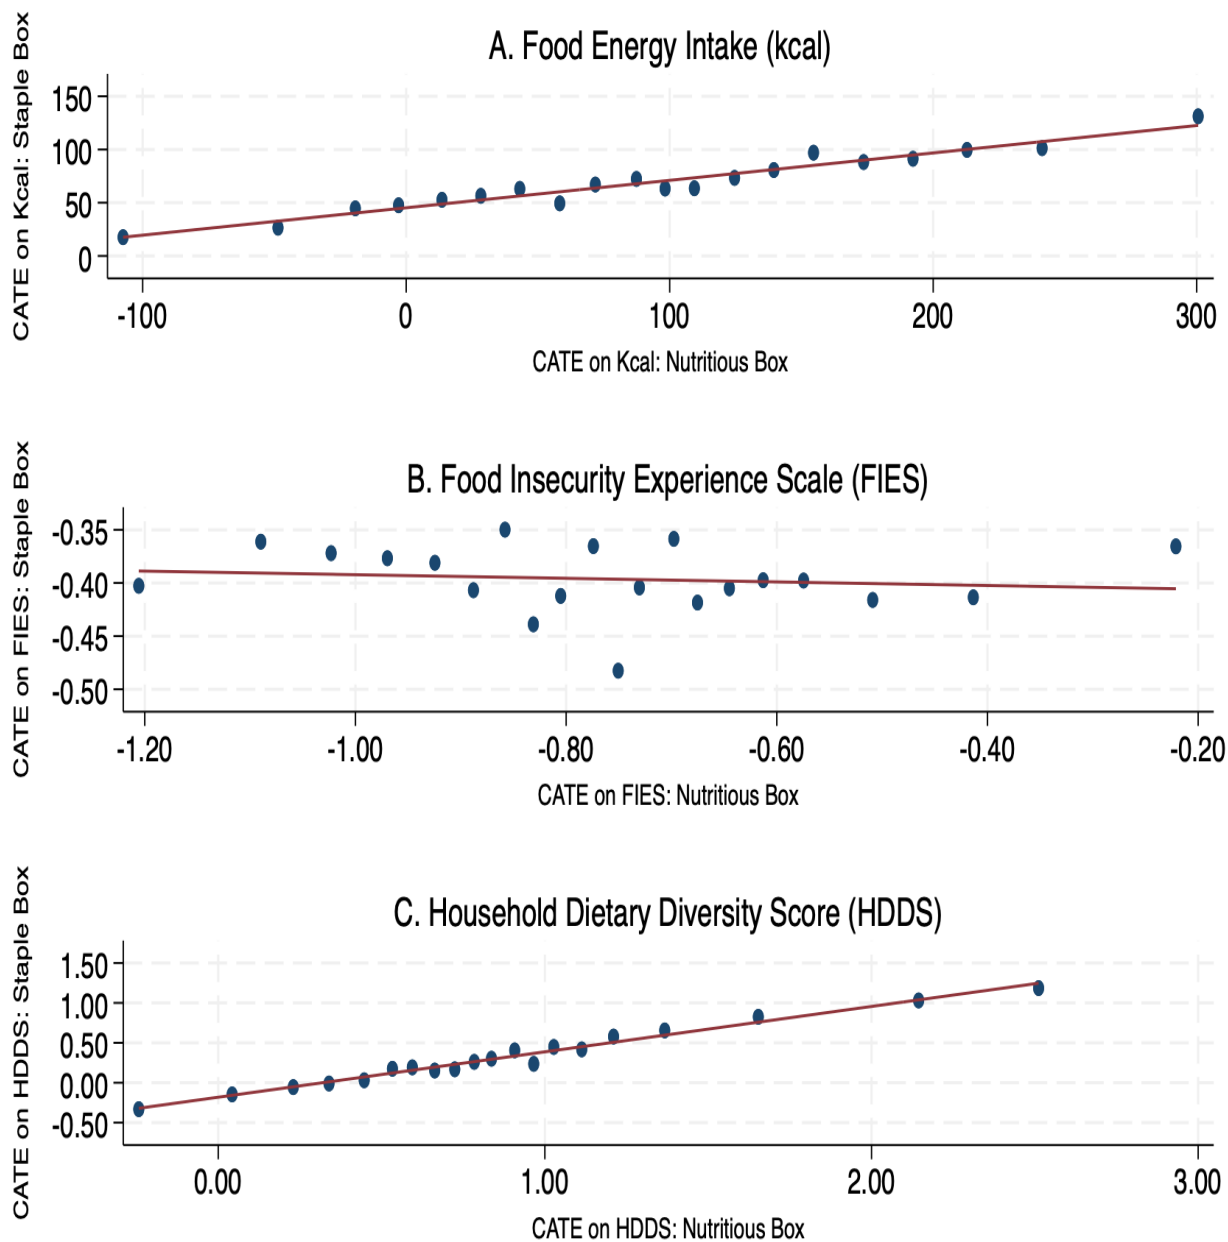 A. Food Energy Intake (kcal)
CATE on Kcal: Staple Box
150
100
50
0
-100 0 100 200 300
CATE on Kcal: Nutritious Box
B. Food Insecurity Experience Scale (FIES)
CATE on FIES: Staple Box
-0.35
-0.40
-0.45
-0.50
-1.20 -1.00 -0.80 -0.60 -0.40 -0.20
CATE on FIES: Nutritious Box
C. Household Dietary Diversity Score (HDDS)
CATE on HDDS: Staple Box
1.50
1.00
0.50
0.00
-0.50
0.00 1.00 2.00 3.00
CATE on HDDS: Nutritious Box